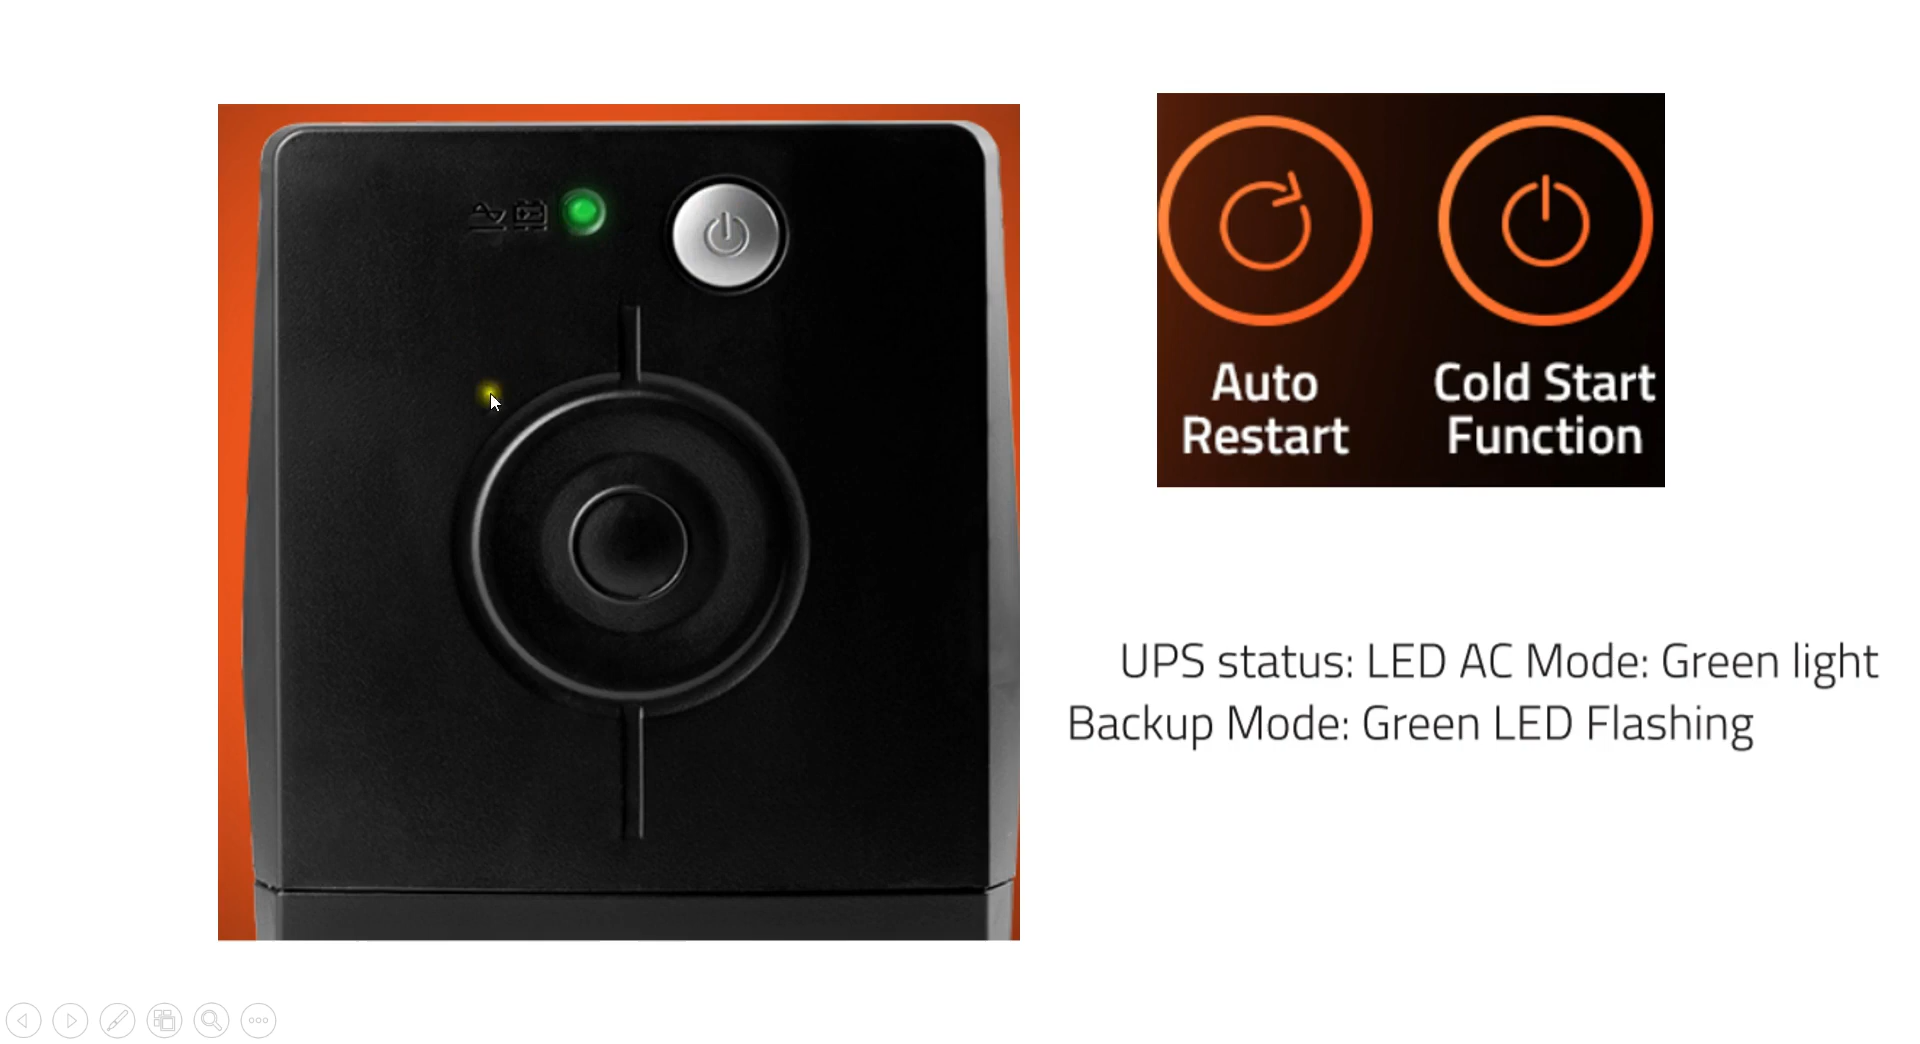 Auto
Restart
Cold Start
Function
UPS status: LED AC Mode: Green light
Backup Mode: Green LED Flashing